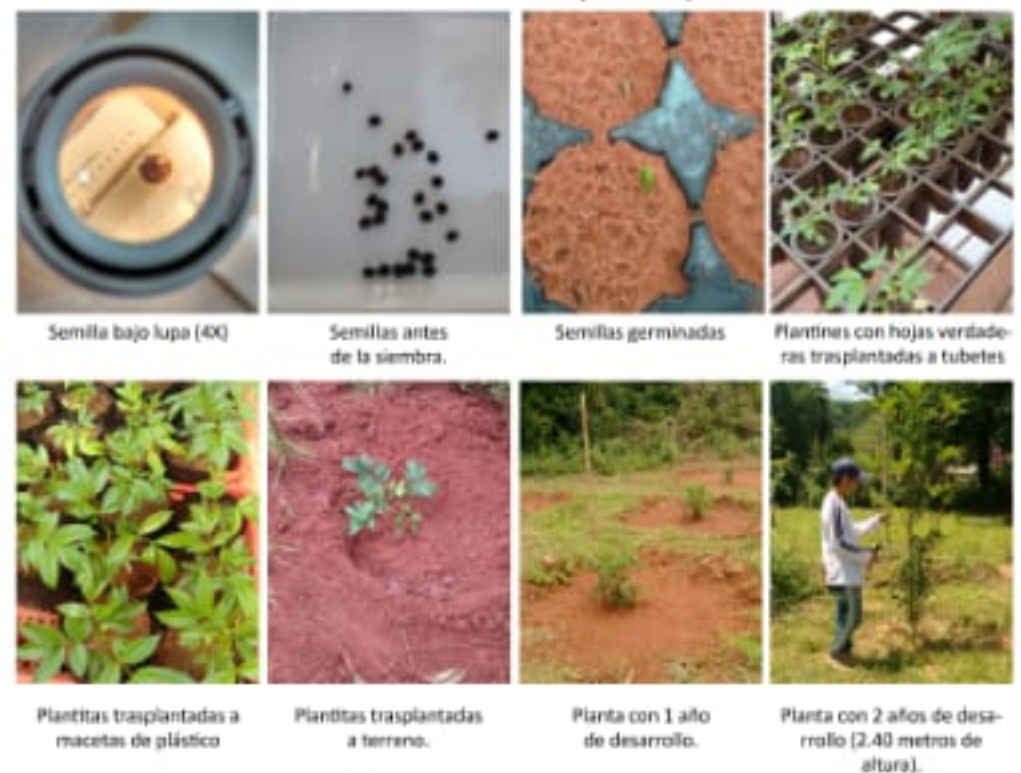 Semilla bajo lupa (4X)
Semillas antes
de la siembra.
Semillas germinadas
Plantines con hojas verdade-
ras trasplantadas a tubetes
Plantitas trasplantadas a
macetas de plástico
Plantitas trasplantadas
a terreno.
Planta con 1 año
de desarrollo.
Planta con 2 años de desa-
rrollo (2.40 metros de
altura).